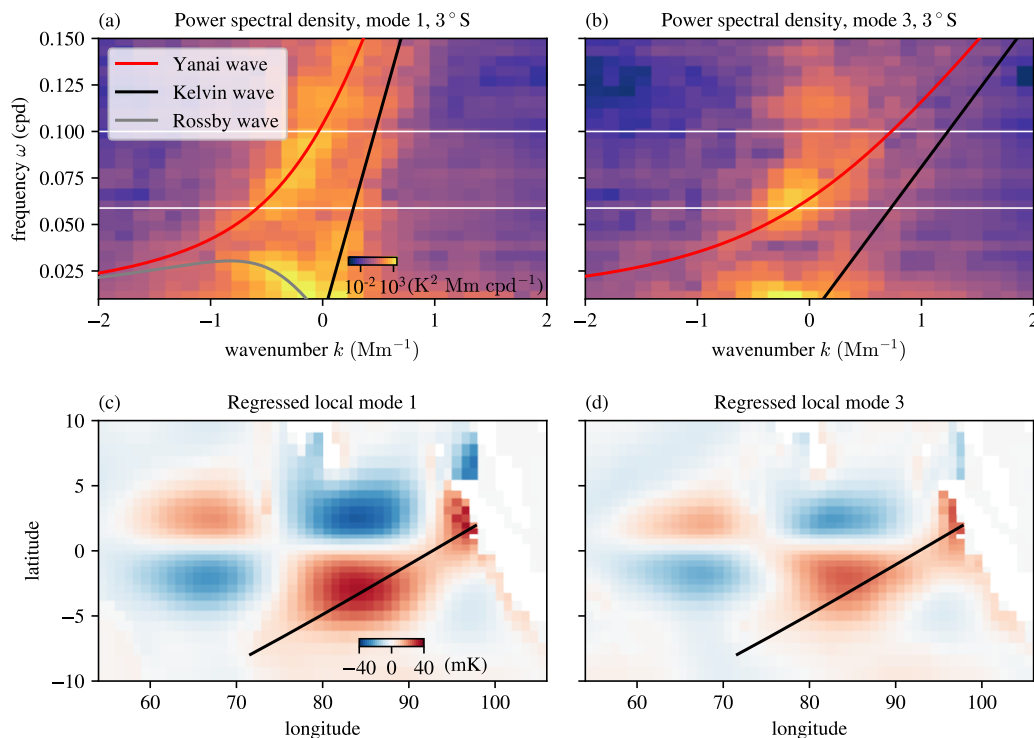 (a) Power spectral density, mode 1, 3°S
(b) Power spectral density, mode 3, 3°S
0.150
0.125
0.100
0.075
0.050
0.025
frequency ω (cpd)
Yanai wave
Kelvin wave
Rossby wave
10⁻² 10³ (K² Mm cpd⁻¹)
−2 −1 0 1 2
−2 −1 0 1 2
wavenumber k (Mm⁻¹)
wavenumber k (Mm⁻¹)
(c) Regressed local mode 1
(d) Regressed local mode 3
10
5
0
−5
−10
latitude
−40 0 40 (mK)
60 70 80 90 100
60 70 80 90 100
longitude
longitude